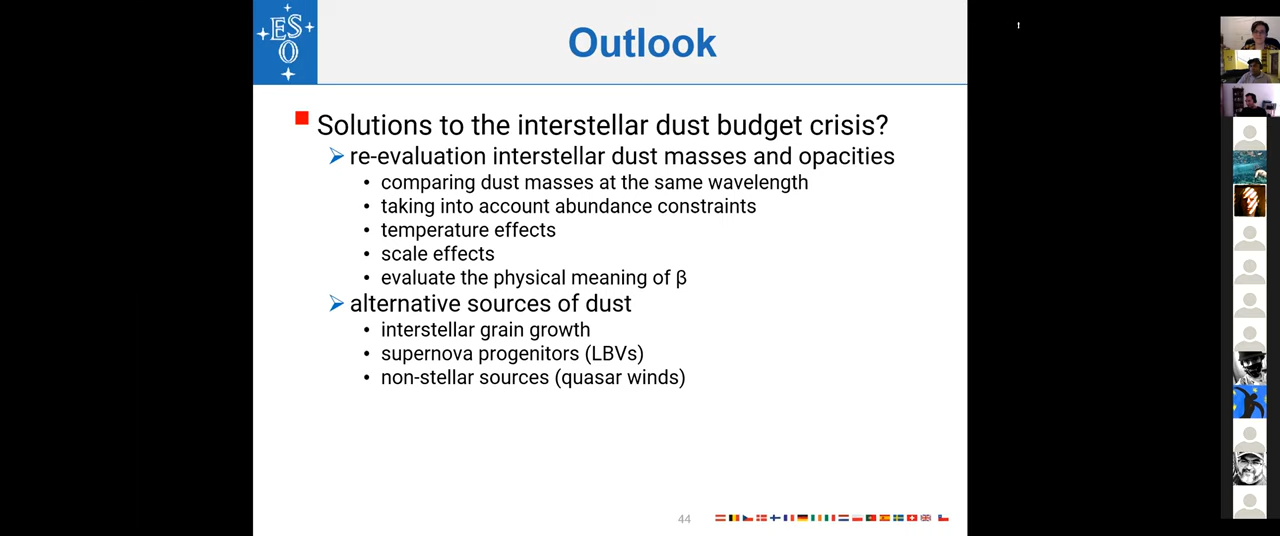 ES
O
Outlook
Solutions to the interstellar dust budget crisis?
re-evaluation interstellar dust masses and opacities
• comparing dust masses at the same wavelength
• taking into account abundance constraints
• temperature effects
• scale effects
• evaluate the physical meaning of β
alternative sources of dust
• interstellar grain growth
• supernova progenitors (LBVs)
• non-stellar sources (quasar winds)
44